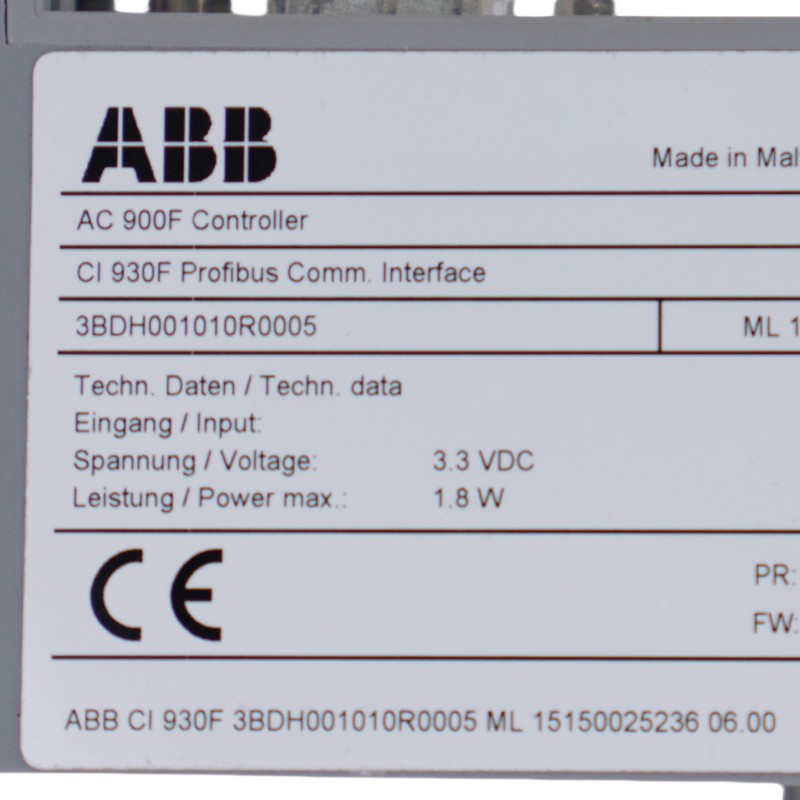 ABB
Made in Mal
AC 900F Controller
CI 930F Profibus Comm. Interface
3BDH001010R0005 ML 1
Techn. Daten / Techn. data
Eingang / Input:
Spannung / Voltage: 3.3 VDC
Leistung / Power max.: 1.8 W
CE PR:
FW:
ABB CI 930F 3BDH001010R0005 ML 15150025236 06.00